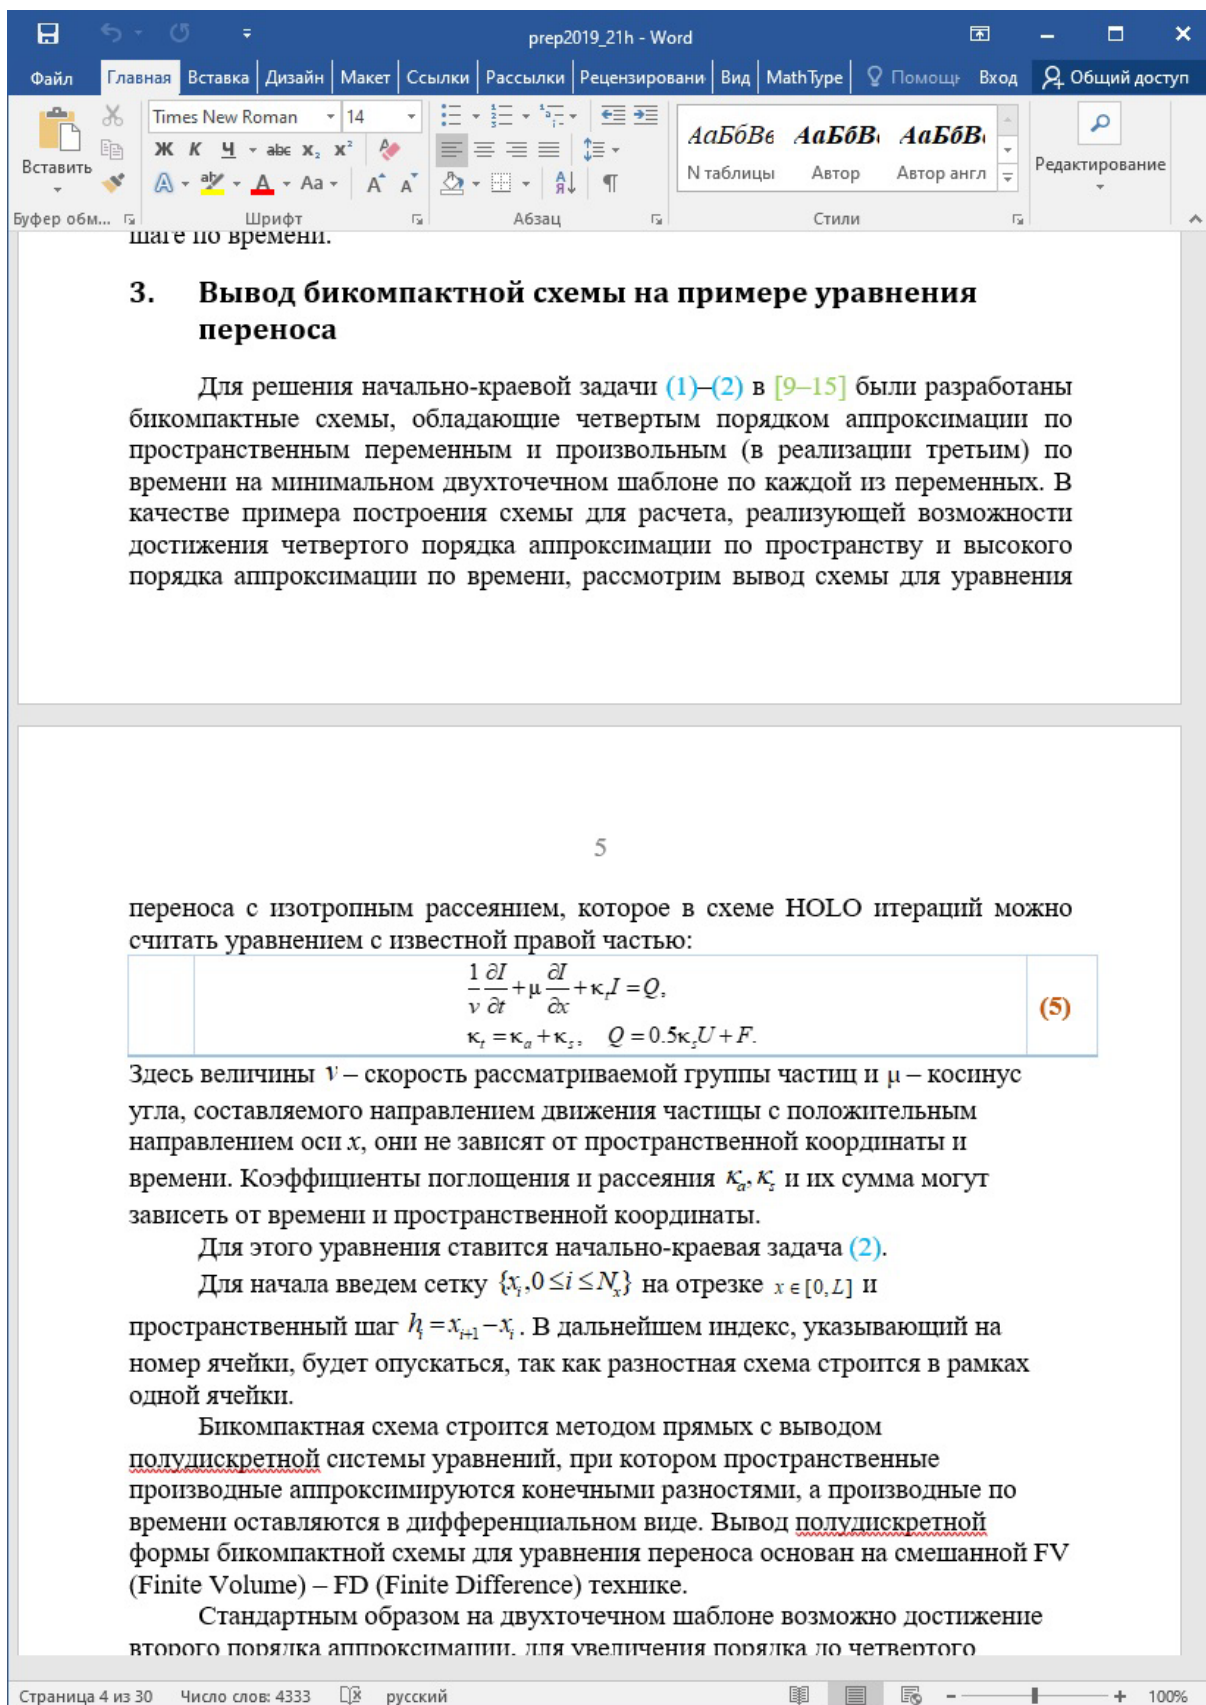 prep2019_21h - Word
Файл Главная Вставка Дизайн Макет Ссылки Рассылки Рецензировани Вид MathType Помощь Вход Общий доступ
Вставить
Times New Roman 14
Ж К Ч abc x₂ x²
Aa
АаБбВв АаБбВ АаБбВ
N таблицы Автор Автор англ
Редактирование
Буфер обм... Шрифт Абзац Стили
шаге по времени.
3. Вывод бикомпактной схемы на примере уравнения
переноса
Для решения начально-краевой задачи (1)–(2) в [9–15] были разработаны
бикомпактные схемы, обладающие четвертым порядком аппроксимации по
пространственным переменным и произвольным (в реализации третьим) по
времени на минимальном двухточечном шаблоне по каждой из переменных. В
качестве примера построения схемы для расчета, реализующей возможности
достижения четвертого порядка аппроксимации по пространству и высокого
порядка аппроксимации по времени, рассмотрим вывод схемы для уравнения
5
переноса с изотропным рассеянием, которое в схеме HOLO итераций можно
считать уравнением с известной правой частью:
1/v ∂I/∂t + μ ∂I/∂x + κ_t I = Q,
(5)
κ_t = κ_a + κ_s, Q = 0.5κ_s U + F.
Здесь величины v – скорость рассматриваемой группы частиц и μ – косинус
угла, составляемого направлением движения частицы с положительным
направлением оси x, они не зависят от пространственной координаты и
времени. Коэффициенты поглощения и рассеяния κ_a, κ_s и их сумма могут
зависеть от времени и пространственной координаты.
Для этого уравнения ставится начально-краевая задача (2).
Для начала введем сетку {x_i, 0 ≤ i ≤ N_x} на отрезке x ∈ [0, L] и
пространственный шаг h_i = x_{i+1} − x_i. В дальнейшем индекс, указывающий на
номер ячейки, будет опускаться, так как разностная схема строится в рамках
одной ячейки.
Бикомпактная схема строится методом прямых с выводом
полудискретной системы уравнений, при котором пространственные
производные аппроксимируются конечными разностями, а производные по
времени оставляются в дифференциальном виде. Вывод полудискретной
формы бикомпактной схемы для уравнения переноса основан на смешанной FV
(Finite Volume) – FD (Finite Difference) технике.
Стандартным образом на двухточечном шаблоне возможно достижение
второго порядка аппроксимации, для увеличения порядка до четвертого
Страница 4 из 30 Число слов: 4333 русский 100%